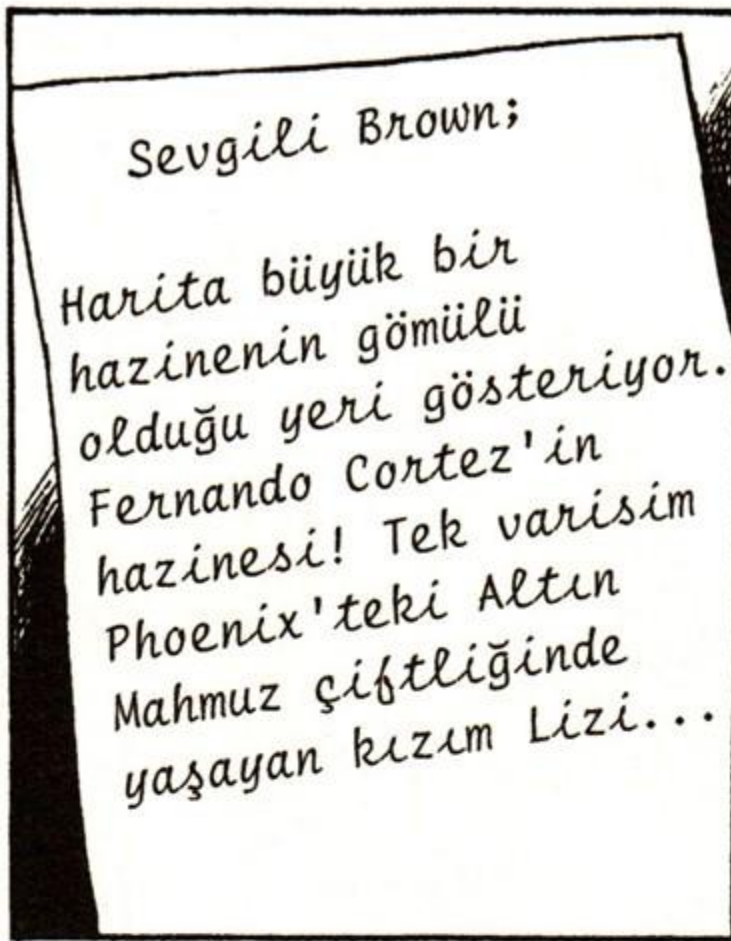 Sevgili Brown;
Harita büyük bir
hazinenin gömülü
olduğu yeri gösteriyor.
Fernando Cortez'in
hazinesi! Tek varisim
Phoenix'teki Altın
Mahmuz çiftliğinde
yaşayan kızım Lizi...